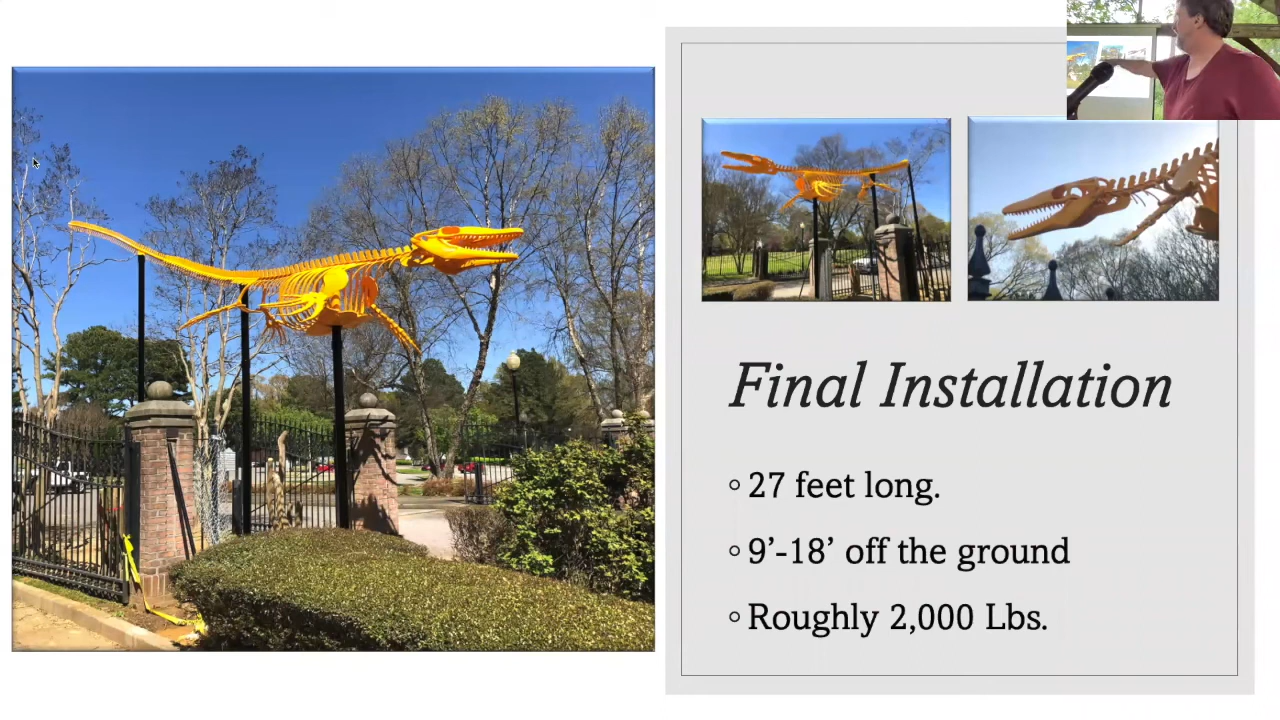 Final Installation
◦ 27 feet long.
◦ 9’-18’ off the ground
◦ Roughly 2,000 Lbs.